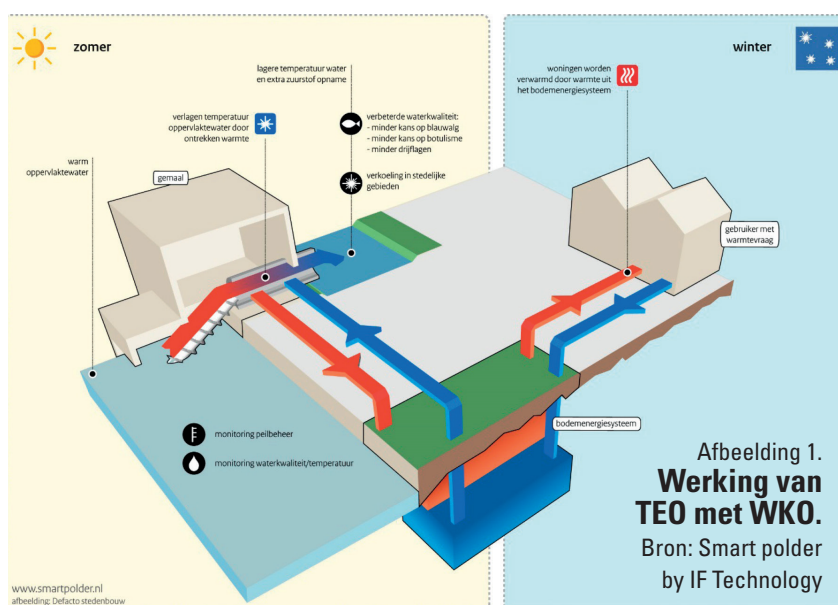 zomer
winter
lagere temperatuur water
en extra zuurstof opname
woningen worden
verwarmd door warmte uit
het bodemenergiesysteem
verlagen temperatuur
oppervlaktewater door
ontrekken warmte
verbeterde waterkwaliteit:
- minder kans op blauwalg
- minder kans op botulisme
- minder drijflagen
warm
oppervlaktewater
gemaal
verkoeling in stedelijke
gebieden
gebruiker met
warmtevraag
bodemenergiesysteem
monitoring peilbeheer
monitoring waterkwaliteit/temperatuur
Afbeelding 1.
Werking van
TEO met WKO.
Bron: Smart polder
by IF Technology
www.smartpolder.nl
afbeelding: Defacto stedenbouw